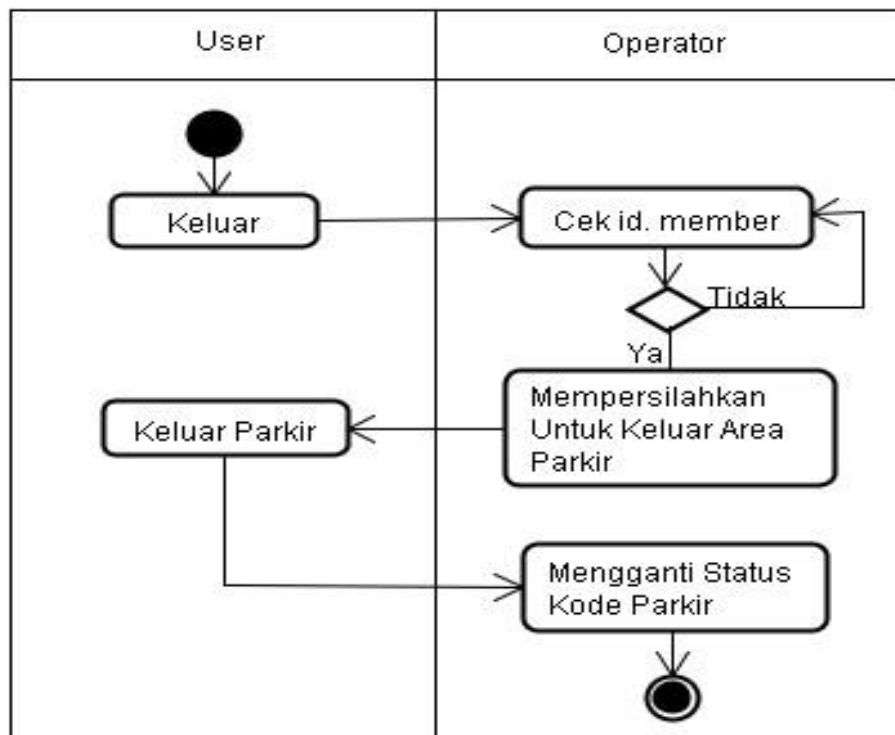 User
Operator
Keluar
Cek id. member
Tidak
Ya
Mempersilahkan
Untuk Keluar Area
Parkir
Keluar Parkir
Mengganti Status
Kode Parkir